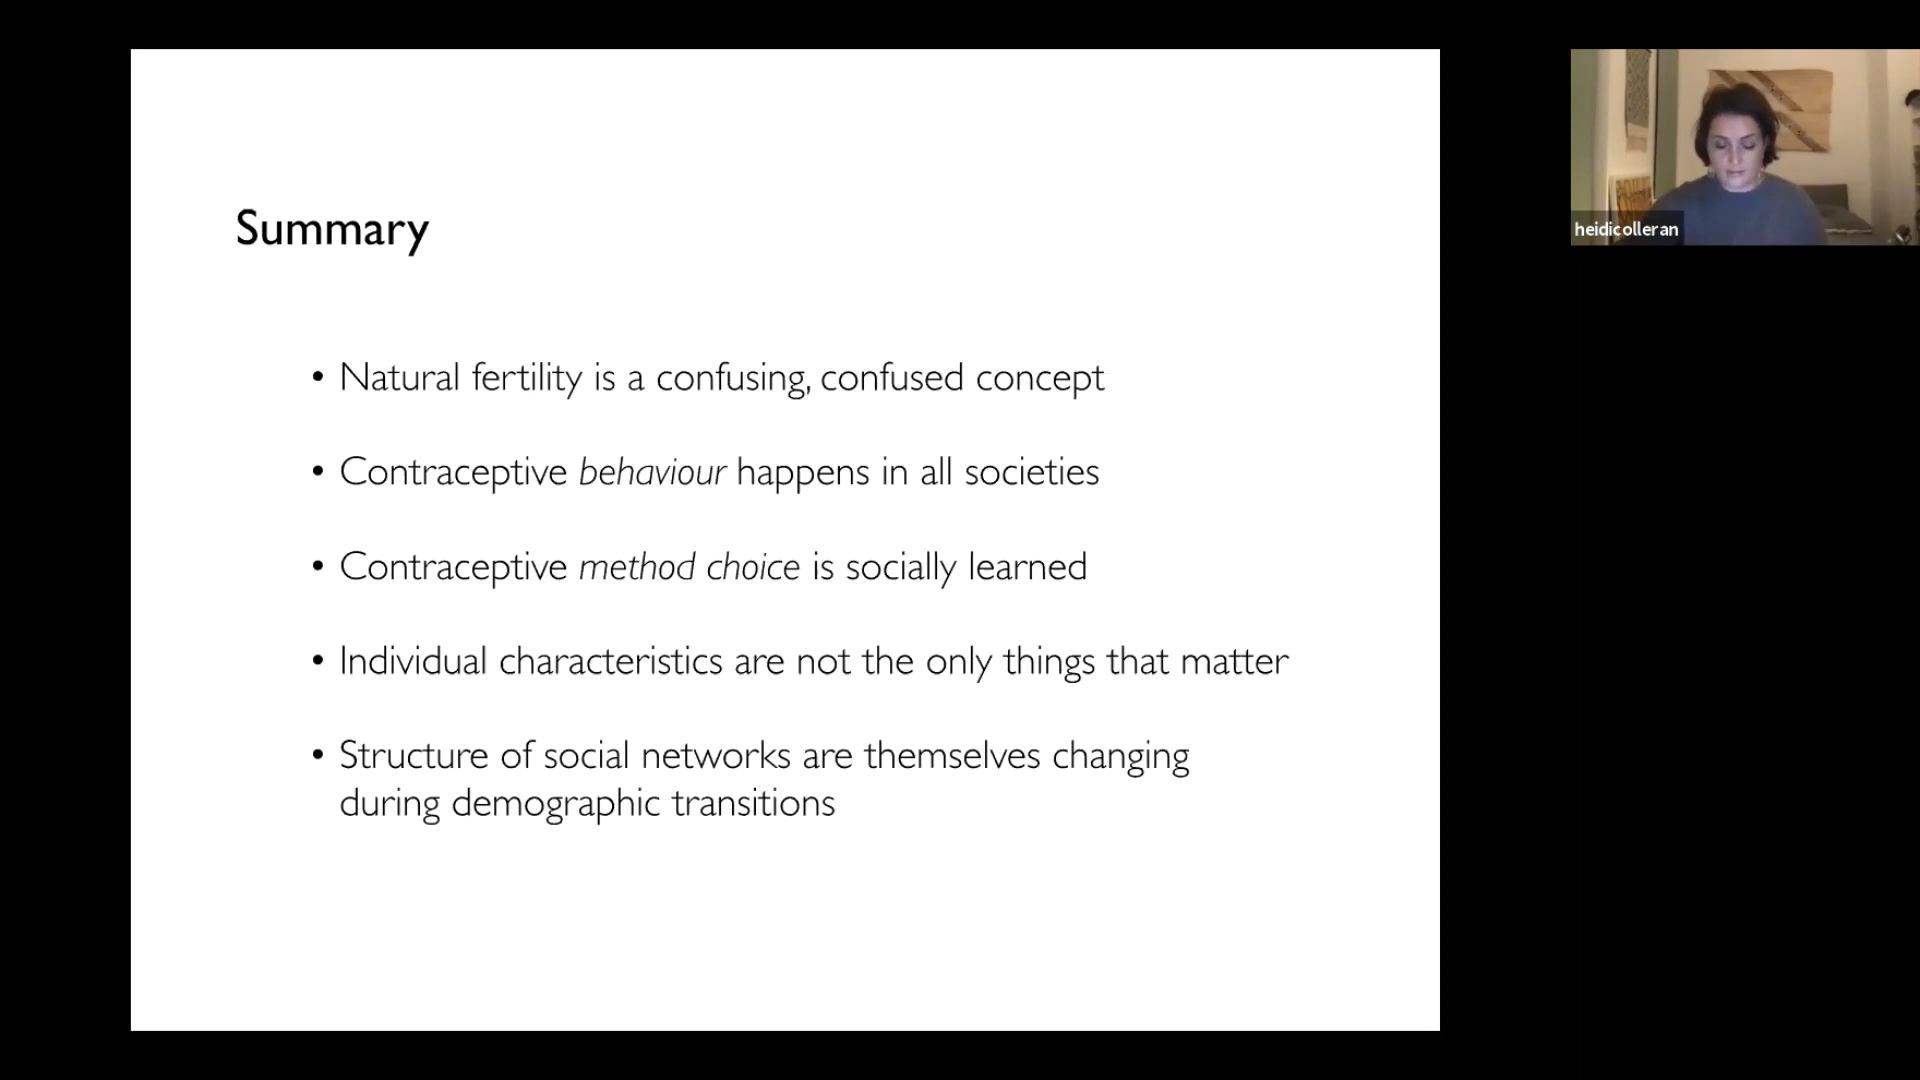 Summary
• Natural fertility is a confusing, confused concept
• Contraceptive behaviour happens in all societies
• Contraceptive method choice is socially learned
• Individual characteristics are not the only things that matter
• Structure of social networks are themselves changing
during demographic transitions
heidicolleran